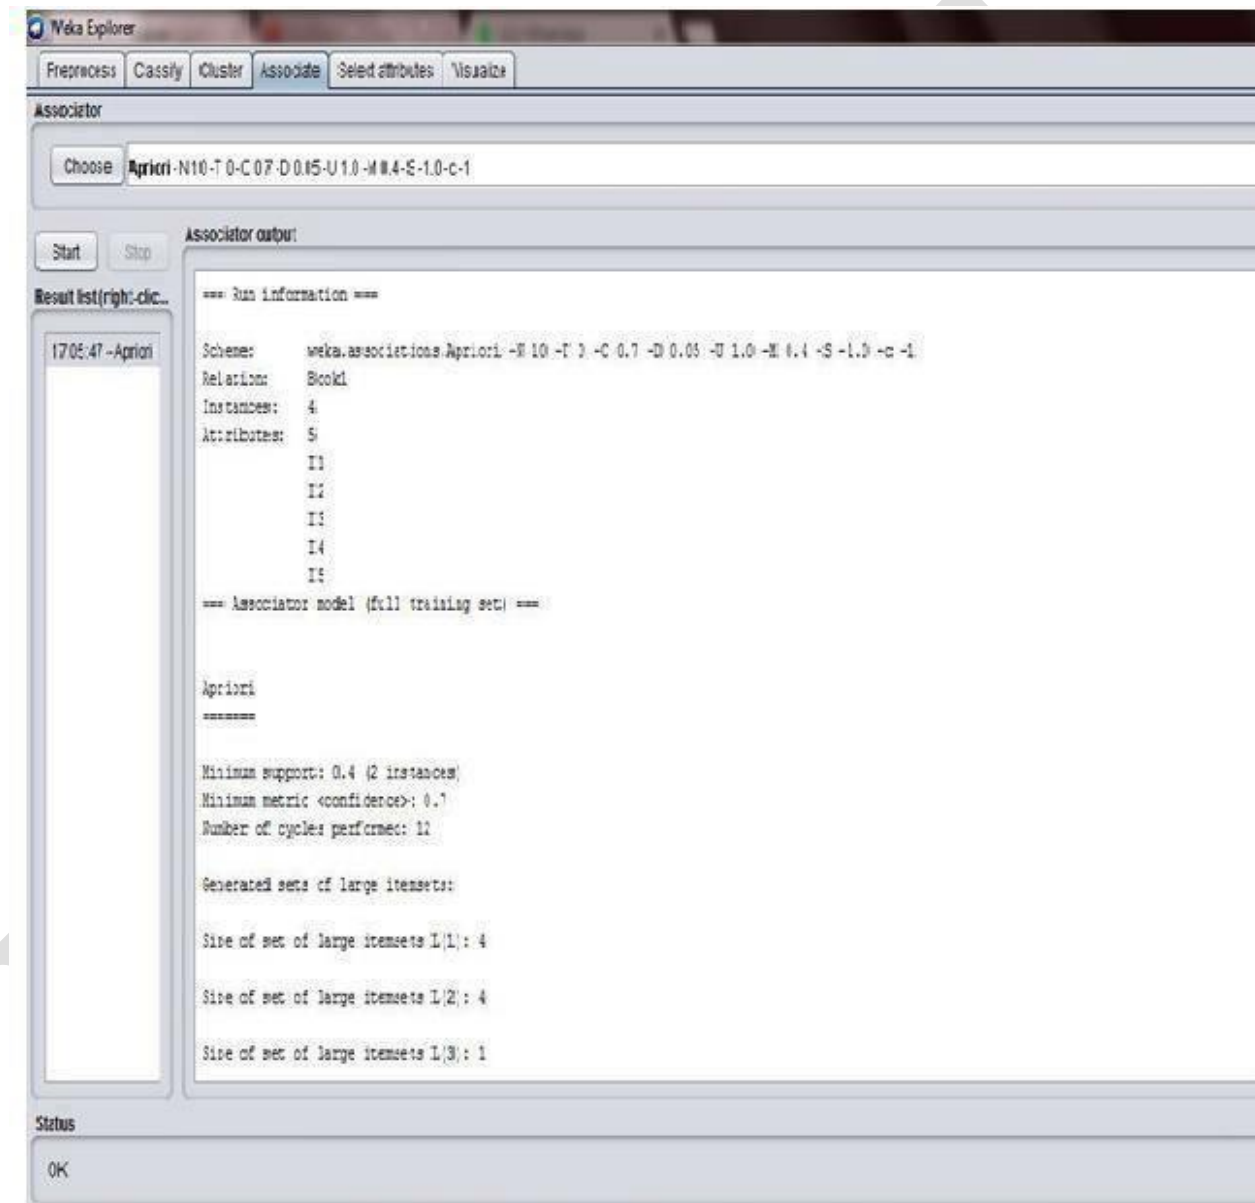 Weka Explorer
Preprocess Classify Cluster Associate Select attributes Visualize
Associator
Choose Apriori -N 10 -T 0 -C 0.7 -D 0.05 -U 1.0 -M 0.4 -S -1.0 -c -1
Start Stop
Associator output
Result list (right-clic...
17:05:47 - Apriori
=== Run information ===
Scheme: weka.associations.Apriori -N 10 -T 0 -C 0.7 -D 0.05 -U 1.0 -M 0.4 -S -1.0 -c -1
Relation: Book1
Instances: 4
Attributes: 5
I1
I2
I3
I4
I5
=== Associator model (full training set) ===
Apriori
=======
Minimum support: 0.4 (2 instances)
Minimum metric <confidence>: 0.7
Number of cycles performed: 12
Generated sets of large itemsets:
Size of set of large itemsets L(1): 4
Size of set of large itemsets L(2): 4
Size of set of large itemsets L(3): 1
Status
OK